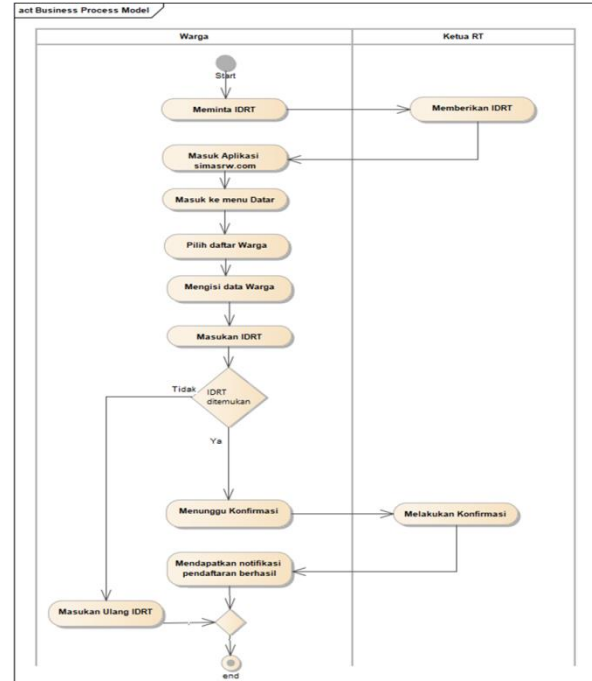 act Business Process Model
Warga
Ketua RT
Start
Meminta IDRT
Memberikan IDRT
Masuk Aplikasi
simasrw.com
Masuk ke menu Datar
Pilih daftar Warga
Mengisi data Warga
Masukan IDRT
Tidak
IDRT
ditemukan
Ya
Menunggu Konfirmasi
Melakukan Konfirmasi
Mendapatkan notifikasi
pendaftaran berhasil
Masukan Ulang IDRT
end